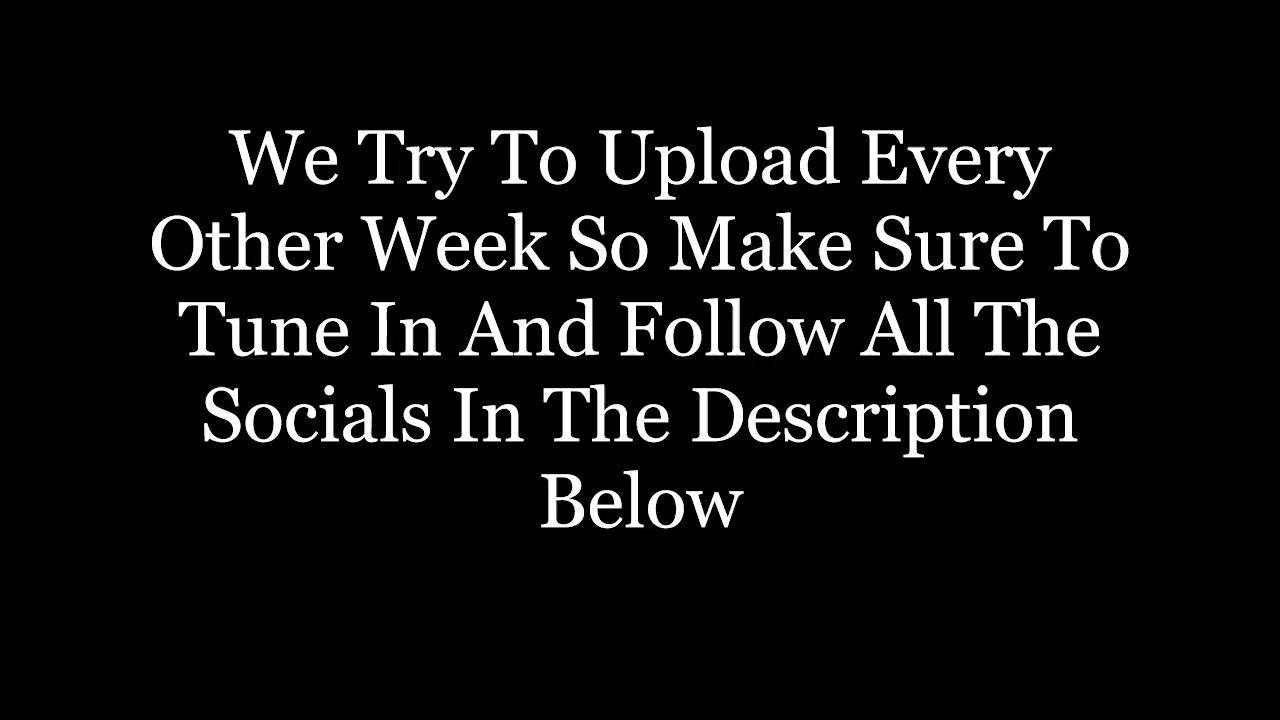 We Try To Upload Every
Other Week So Make Sure To
Tune In And Follow All The
Socials In The Description
Below